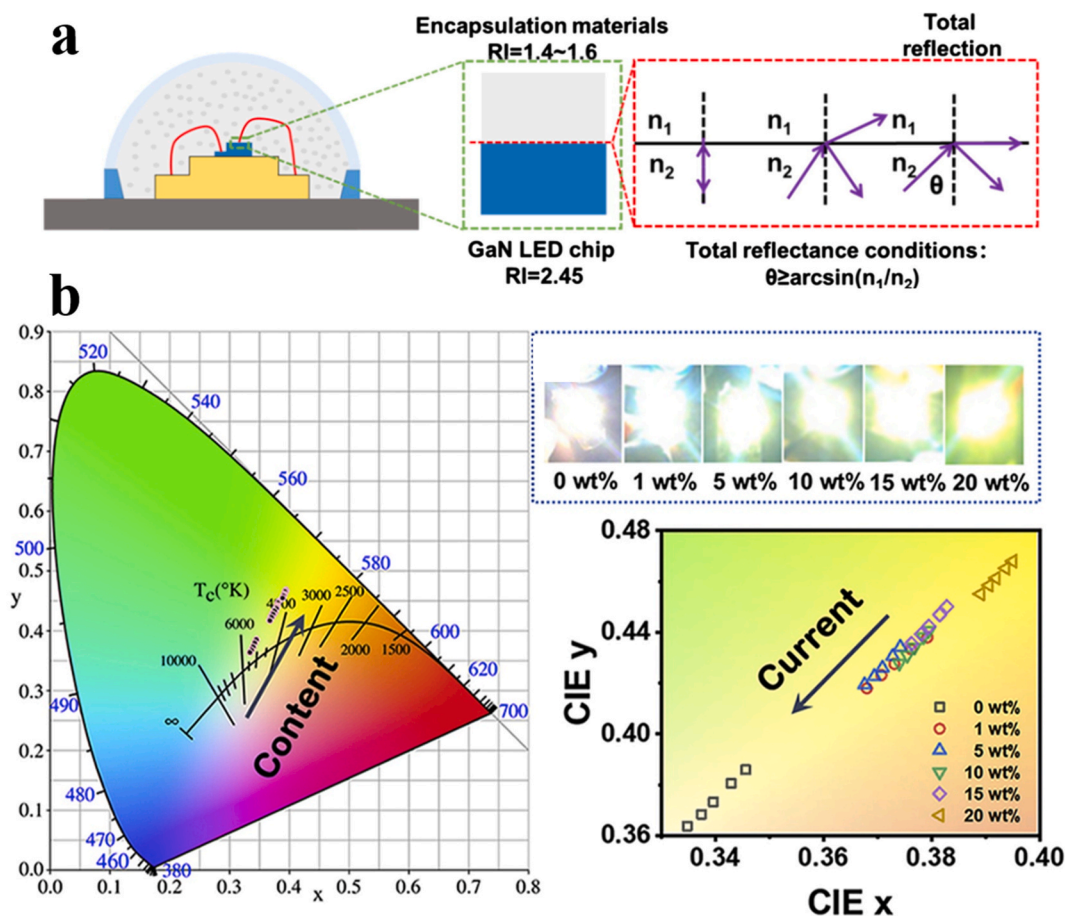 a
Encapsulation materials
RI=1.4~1.6
Total
reflection
n₁
n₂
n₁
n₂
n₁
n₂
θ
GaN LED chip
RI=2.45
Total reflectance conditions:
θ≥arcsin(n₁/n₂)
b
0.9
0.8
0.7
0.6
0.5
y
0.4
0.3
0.2
0.1
0.0
0.0 0.1 0.2 0.3 0.4 0.5 0.6 0.7 0.8
x
520
540
560
580
600
620
700
500
490
480
470
460
380
Tc(°K)
∞
10000
6000
3000
2500
2000
1500
Content
0 wt% 1 wt% 5 wt% 10 wt% 15 wt% 20 wt%
CIE y
0.48
0.44
0.40
0.36
0.34 0.36 0.38 0.40
CIE x
Current
0 wt%
1 wt%
5 wt%
10 wt%
15 wt%
20 wt%